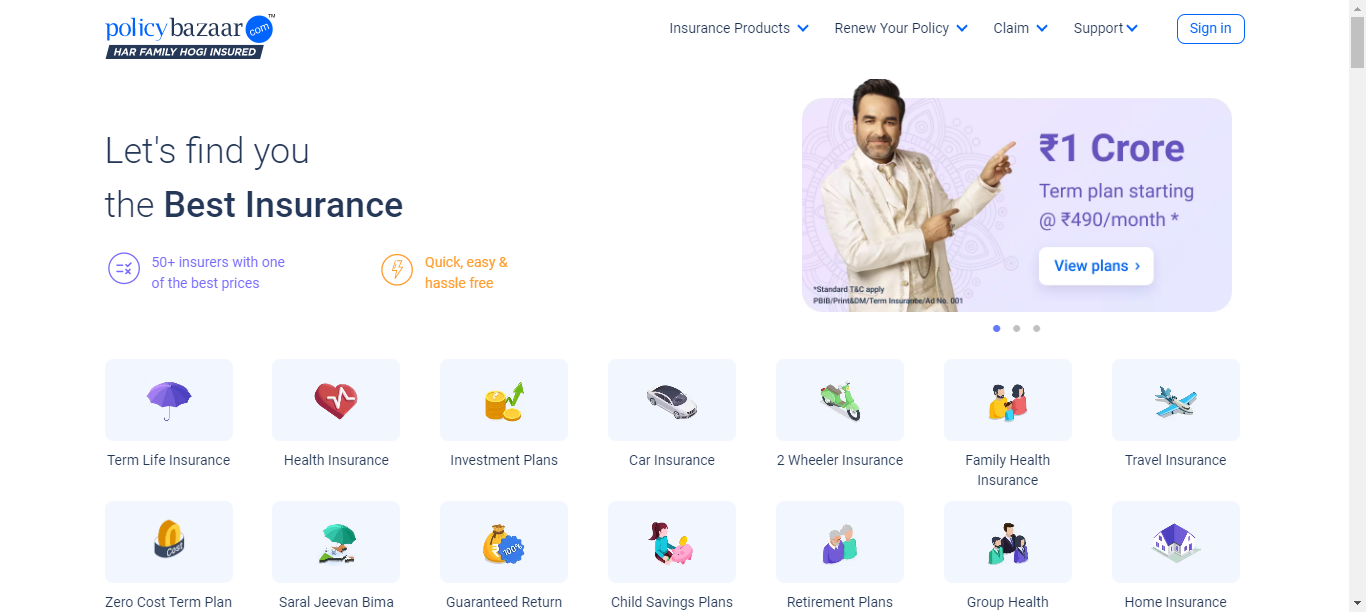 policybazaar.com™
HAR FAMILY HOGI INSURED
Insurance Products
Renew Your Policy
Claim
Support
Sign in
Let's find you
the Best Insurance
50+ insurers with one
of the best prices
Quick, easy &
hassle free
₹1 Crore
Term plan starting
@ ₹490/month *
View plans ›
*Standard T&C apply
PBIB/Print&DM/Term Insurance/Ad No. 001
Term Life Insurance
Health Insurance
Investment Plans
Car Insurance
2 Wheeler Insurance
Family Health
Insurance
Travel Insurance
Cost
100%
Zero Cost Term Plan
Saral Jeevan Bima
Guaranteed Return
Child Savings Plans
Retirement Plans
Group Health
Home Insurance